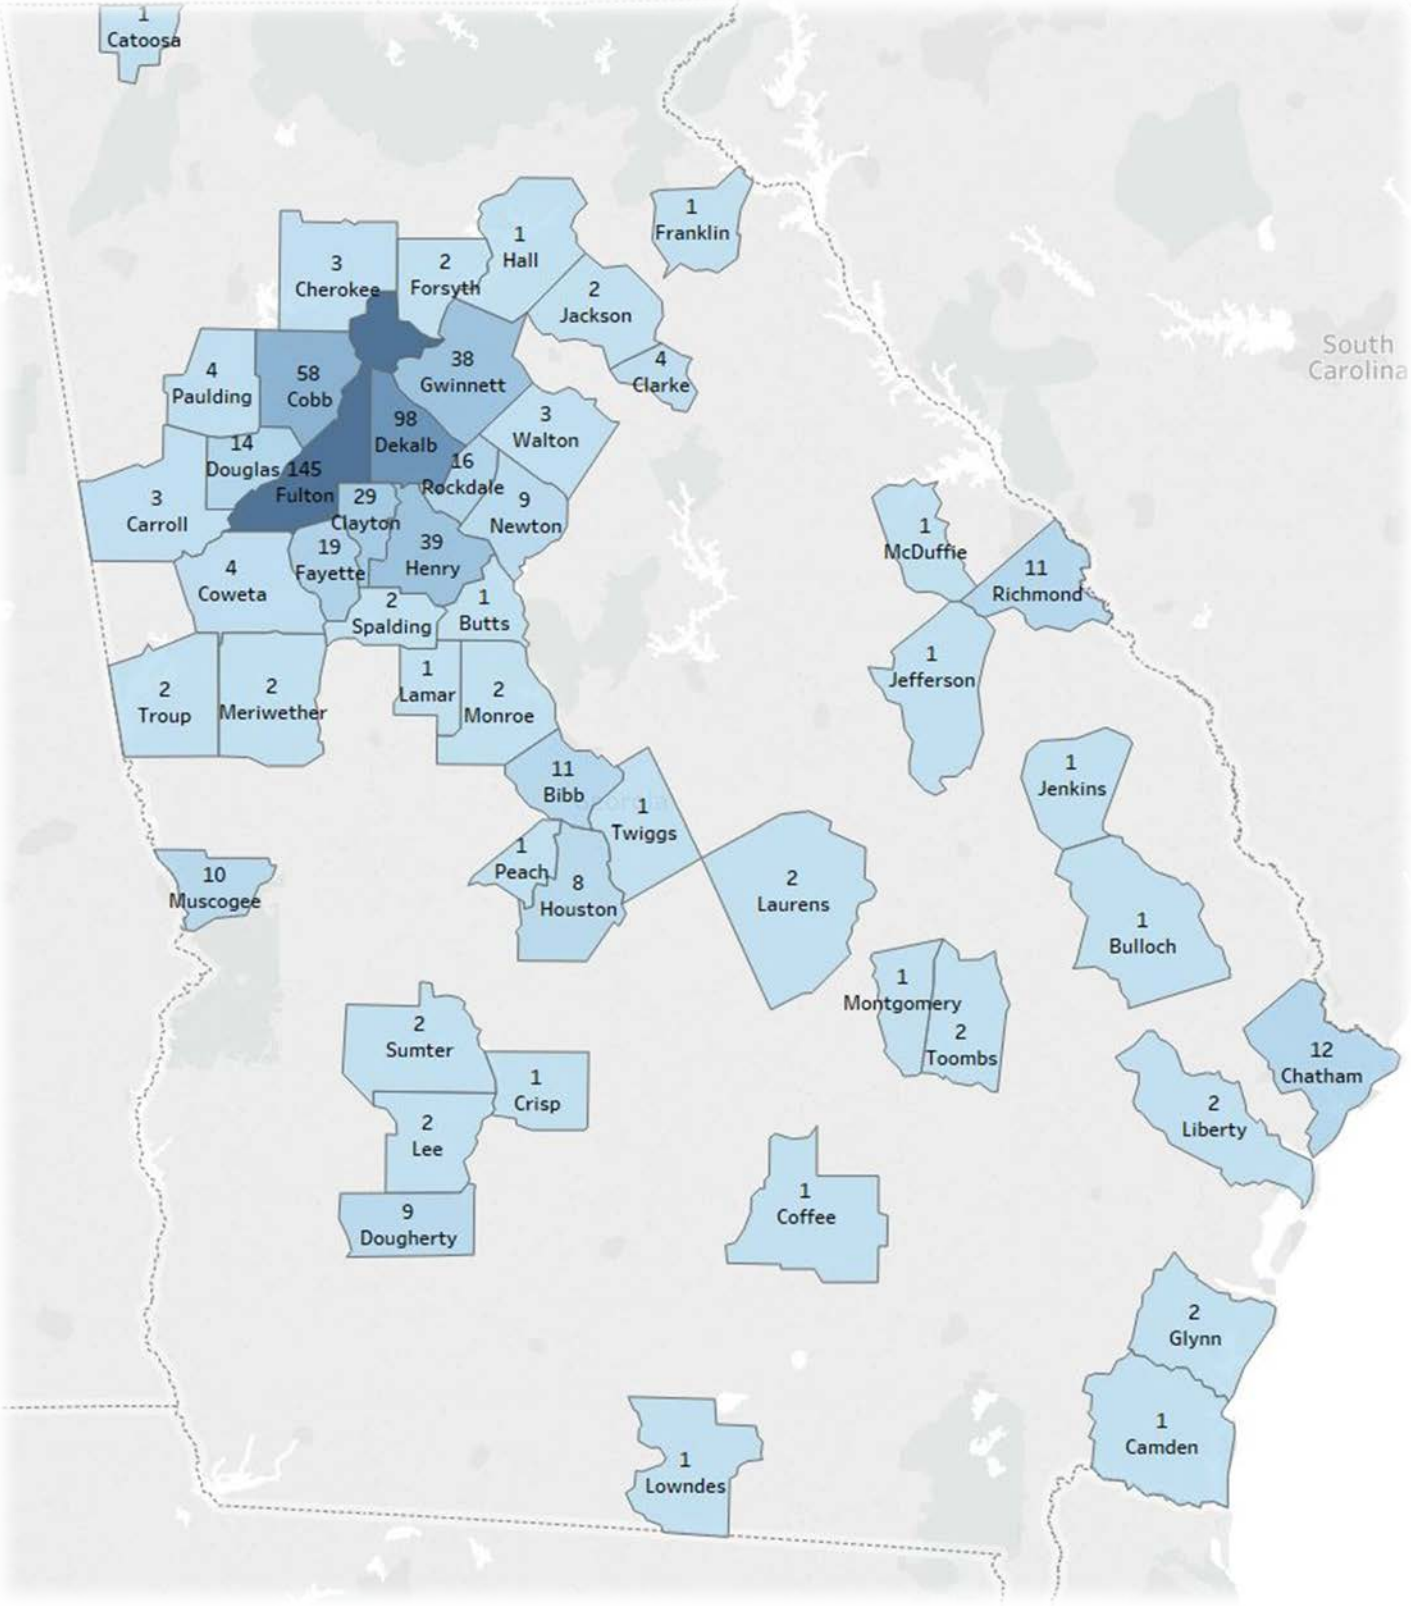 1
Catoosa
1
Franklin
1
Hall
3
Cherokee
2
Forsyth
2
Jackson
South
Carolina
4
Clarke
38
Gwinnett
4
Paulding
58
Cobb
98
Dekalb
3
Walton
14
Douglas
145
Fulton
16
Rockdale
3
Carroll
29
Clayton
9
Newton
1
McDuffie
19
Fayette
39
Henry
11
Richmond
4
Coweta
2
Spalding
1
Butts
1
Jefferson
2
Troup
2
Meriwether
1
Lamar
2
Monroe
1
Jenkins
11
Bibb
Georgia
1
Twiggs
1
Peach
8
Houston
2
Laurens
10
Muscogee
1
Bulloch
1
Montgomery
2
Toombs
2
Sumter
12
Chatham
1
Crisp
2
Liberty
2
Lee
1
Coffee
9
Dougherty
2
Glynn
1
Camden
1
Lowndes